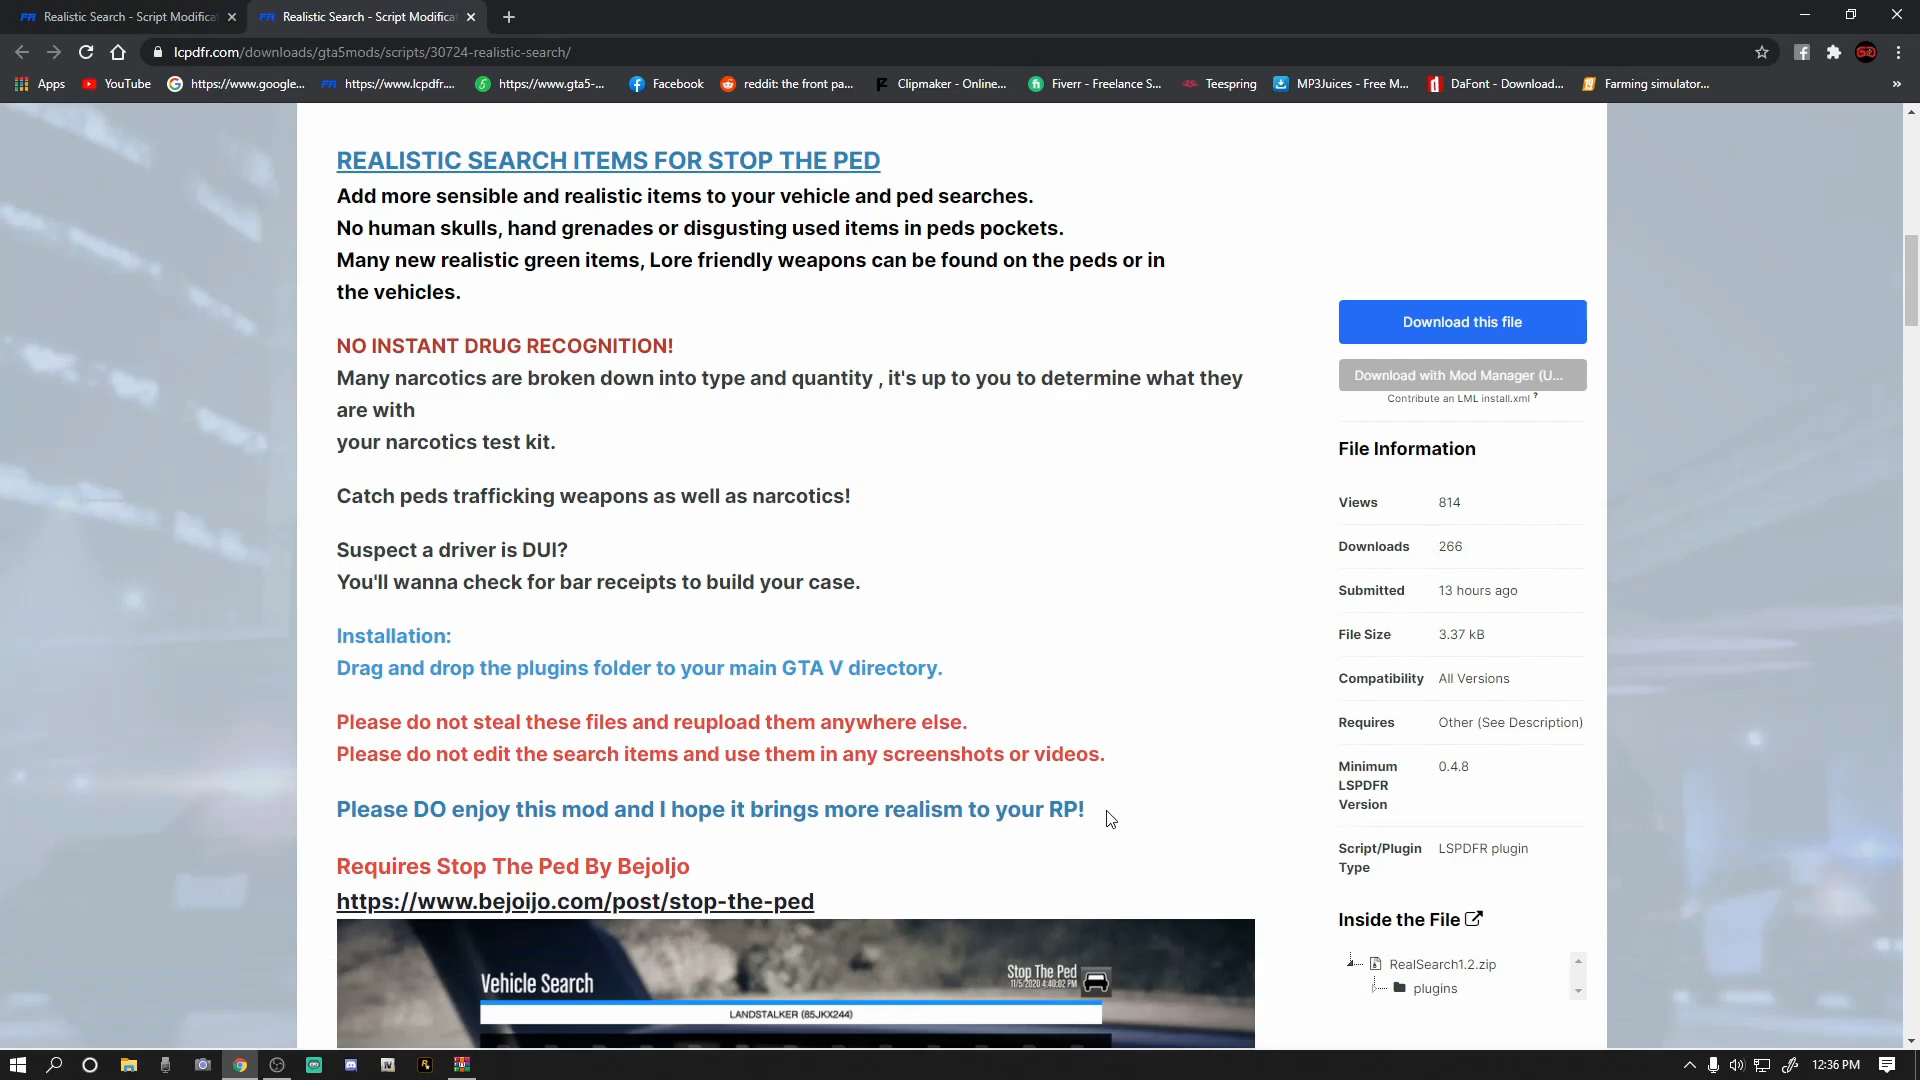 Realistic Search - Script Modificat
Realistic Search - Script Modificat
lcpdfr.com/downloads/gta5mods/scripts/30724-realistic-search/
Apps
YouTube
https://www.google...
https://www.lcpdfr....
https://www.gta5-...
Facebook
reddit: the front pa...
Clipmaker - Online...
Fiverr - Freelance S...
Teespring
MP3Juices - Free M...
DaFont - Download...
Farming simulator...
»
REALISTIC SEARCH ITEMS FOR STOP THE PED
Add more sensible and realistic items to your vehicle and ped searches.
No human skulls, hand grenades or disgusting used items in peds pockets.
Many new realistic green items, Lore friendly weapons can be found on the peds or in
the vehicles.
NO INSTANT DRUG RECOGNITION!
Many narcotics are broken down into type and quantity , it's up to you to determine what they
are with
your narcotics test kit.
Catch peds trafficking weapons as well as narcotics!
Suspect a driver is DUI?
You'll wanna check for bar receipts to build your case.
Installation:
Drag and drop the plugins folder to your main GTA V directory.
Please do not steal these files and reupload them anywhere else.
Please do not edit the search items and use them in any screenshots or videos.
Please DO enjoy this mod and I hope it brings more realism to your RP!
Requires Stop The Ped By BejoIjo
https://www.bejoijo.com/post/stop-the-ped
Vehicle Search
Stop The Ped
11/5/2020 4:40:02 PM
LANDSTALKER (85JKX244)
Download this file
Download with Mod Manager (U...
Contribute an LML install.xml ?
File Information
Views 814
Downloads 266
Submitted 13 hours ago
File Size 3.37 kB
Compatibility All Versions
Requires Other (See Description)
Minimum 0.4.8
LSPDFR
Version
Script/Plugin LSPDFR plugin
Type
Inside the File
RealSearch1.2.zip
plugins
12:36 PM